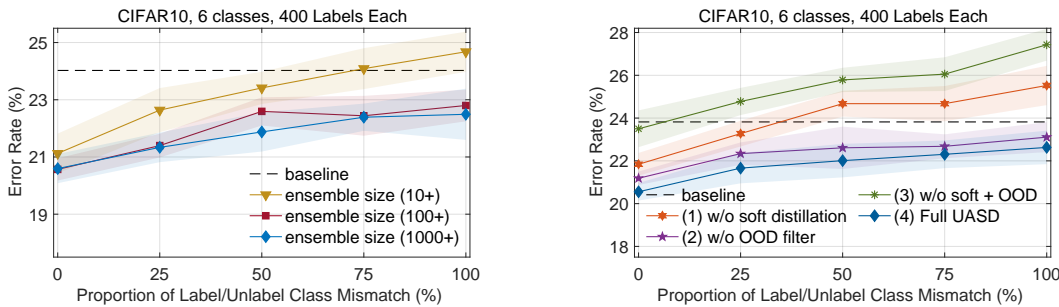 CIFAR10, 6 classes, 400 Labels Each
25
23
21
19
Error Rate (%)
baseline
ensemble size (10+)
ensemble size (100+)
ensemble size (1000+)
0
25
50
75
100
Proportion of Label/Unlabel Class Mismatch (%)
CIFAR10, 6 classes, 400 Labels Each
28
26
24
22
20
18
Error Rate (%)
baseline
(1) w/o soft distillation
(2) w/o OOD filter
(3) w/o soft + OOD
(4) Full UASD
0
25
50
75
100
Proportion of Label/Unlabel Class Mismatch (%)